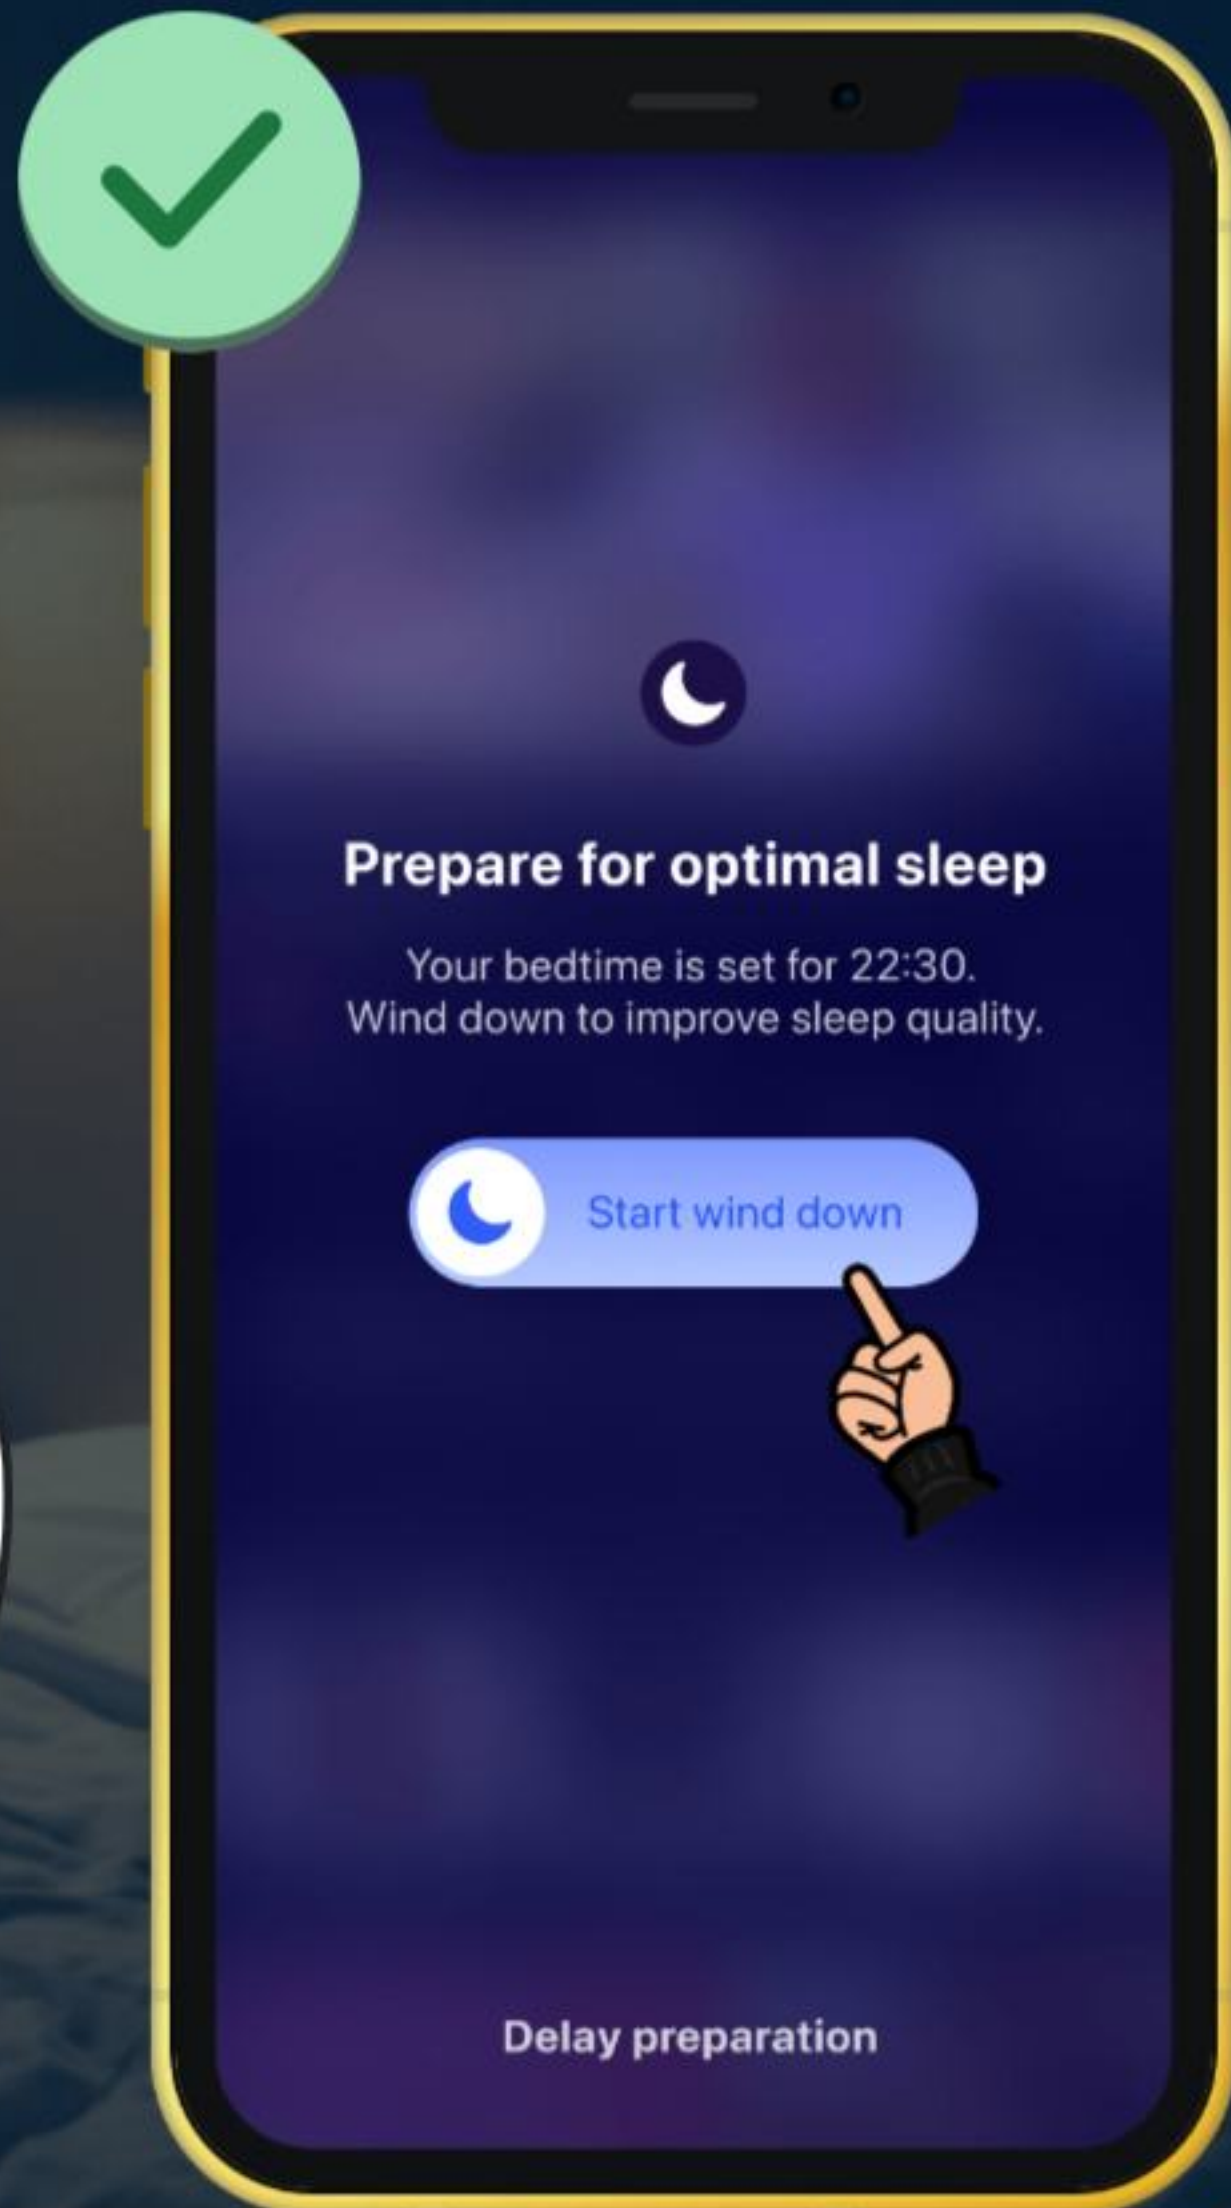 Prepare for optimal sleep
Your bedtime is set for 22:30.
Wind down to improve sleep quality.
Start wind down
Delay preparation